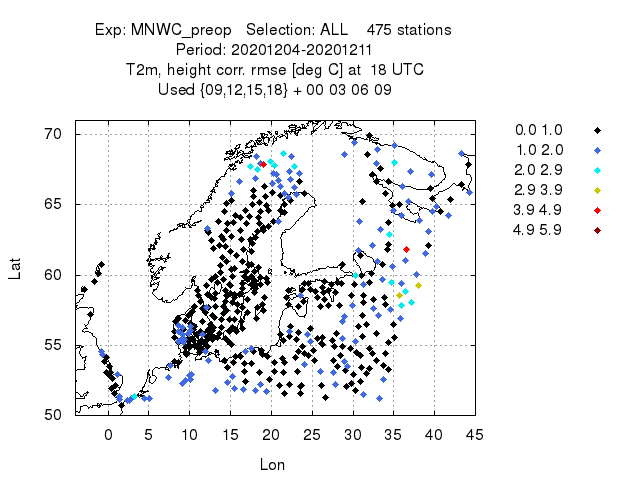 Exp: MNWC_preop Selection: ALL 475 stations
Period: 20201204-20201211
T2m, height corr. rmse [deg C] at 18 UTC
Used {09,12,15,18} + 00 03 06 09
70
65
60
55
50
Lat
0 5 10 15 20 25 30 35 40 45
Lon
0.0 1.0
1.0 2.0
2.0 2.9
2.9 3.9
3.9 4.9
4.9 5.9